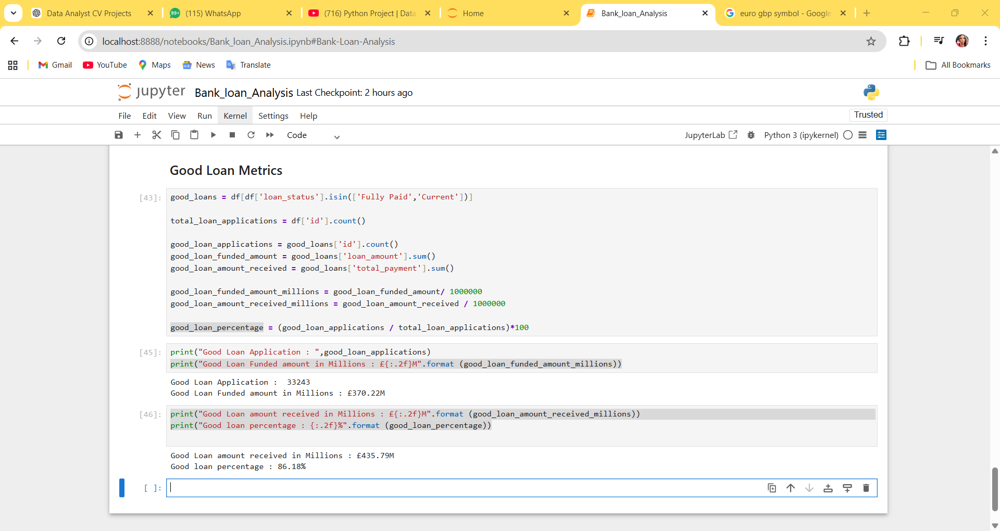 Data Analyst CV Projects
99+ (115) WhatsApp
(716) Python Project | Data
Home
Bank_loan_Analysis
euro gbp symbol - Google
localhost:8888/notebooks/Bank_loan_Analysis.ipynb#Bank-Loan-Analysis
Gmail YouTube Maps News Translate All Bookmarks
jupyter Bank_loan_Analysis Last Checkpoint: 2 hours ago
File Edit View Run Kernel Settings Help Trusted
Code JupyterLab Python 3 (ipykernel)
Good Loan Metrics
[43]: good_loans = df[df['loan_status'].isin(['Fully Paid','Current'])]
total_loan_applications = df['id'].count()
good_loan_applications = good_loans['id'].count()
good_loan_funded_amount = good_loans['loan_amount'].sum()
good_loan_amount_received = good_loans['total_payment'].sum()
good_loan_funded_amount_millions = good_loan_funded_amount/ 1000000
good_loan_amount_received_millions = good_loan_amount_received / 1000000
good_loan_percentage = (good_loan_applications / total_loan_applications)*100
[45]: print("Good Loan Application : ",good_loan_applications)
print("Good Loan Funded amount in Millions : £{:.2f}M".format (good_loan_funded_amount_millions))
Good Loan Application :  33243
Good Loan Funded amount in Millions : £370.22M
[46]: print("Good Loan amount received in Millions : £{:.2f}M".format (good_loan_amount_received_millions))
print("Good loan percentage : {:.2f}%".format (good_loan_percentage))
Good Loan amount received in Millions : £435.79M
Good loan percentage : 86.18%
[ ]: